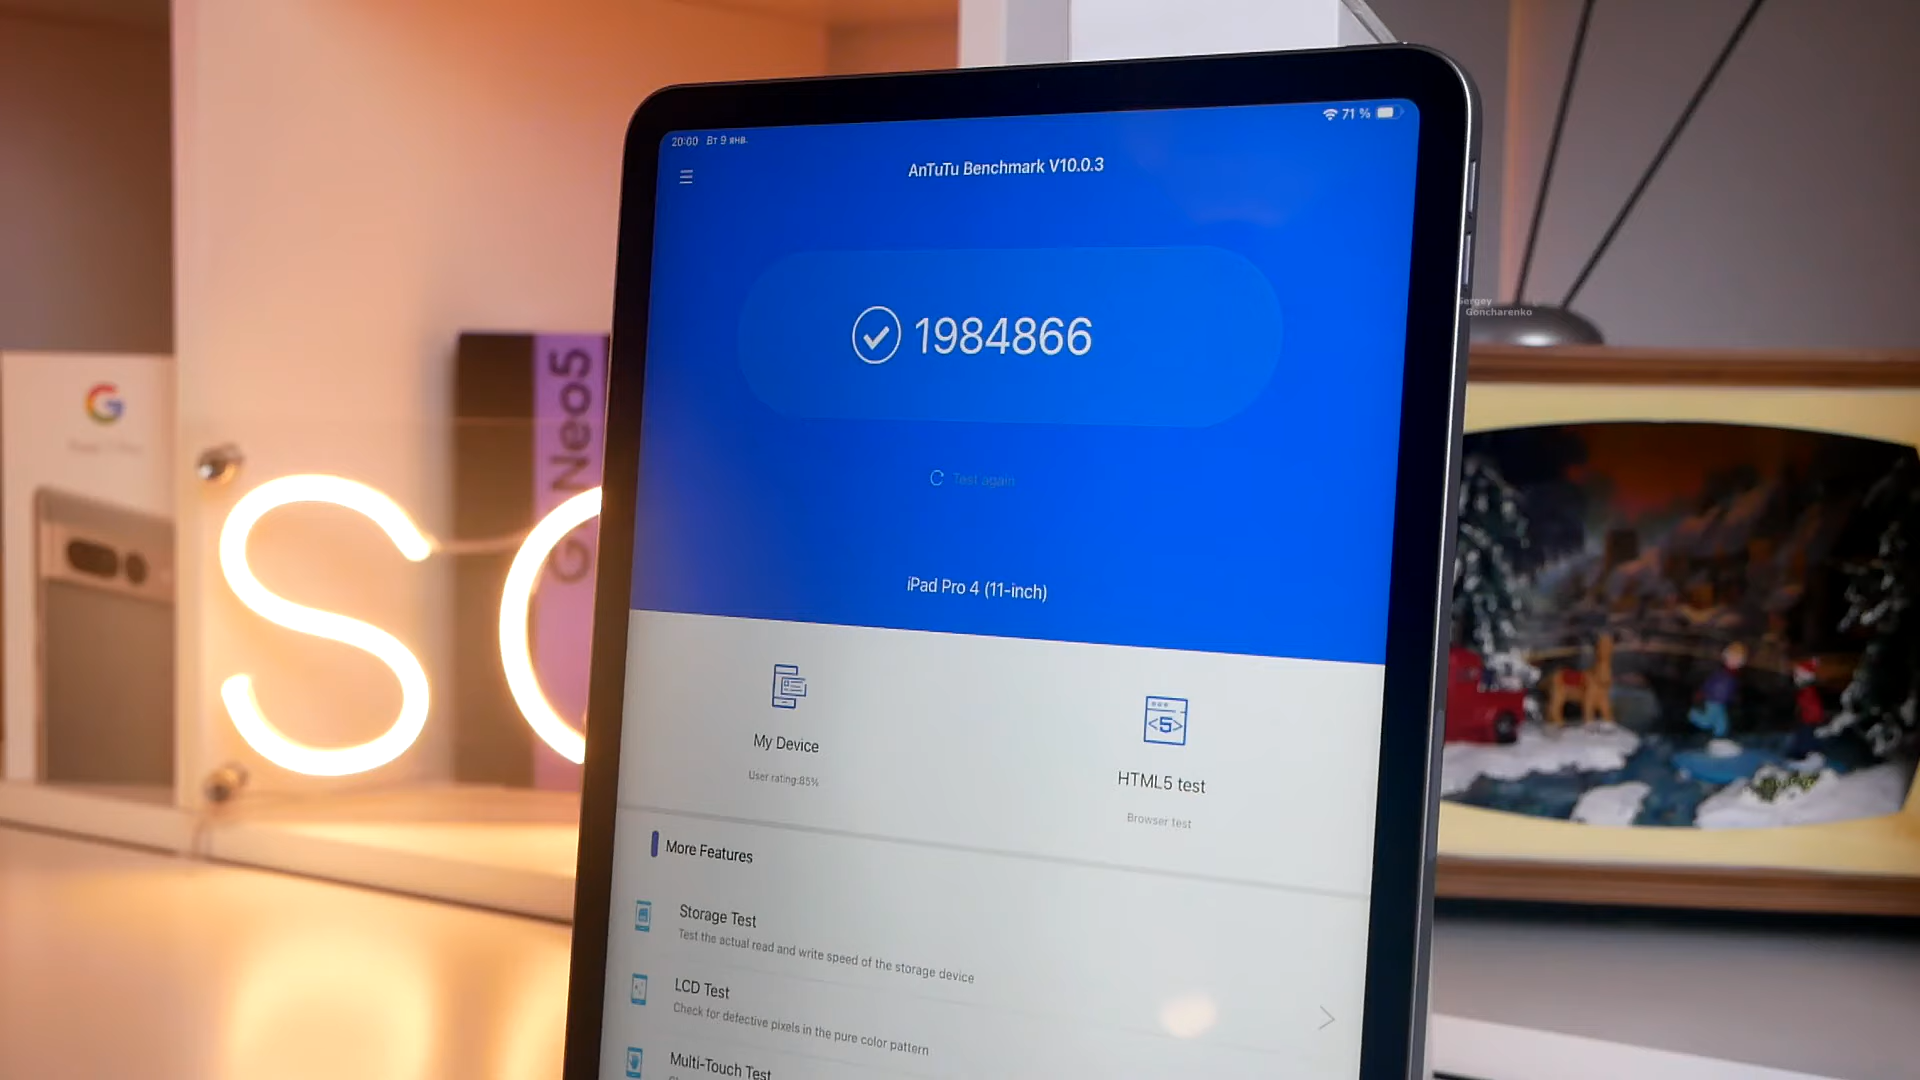 20:00 Вт 9 янв.
71 %
AnTuTu Benchmark V10.0.3
1984866
Test again
iPad Pro 4 (11-inch)
My Device
User rating:85%
HTML5 test
Browser test
More Features
Storage Test
Test the actual read and write speed of the storage device
LCD Test
Check for defective pixels in the pure color pattern
Multi-Touch Test
Sergey
Goncharenko
G
Neo5
SO